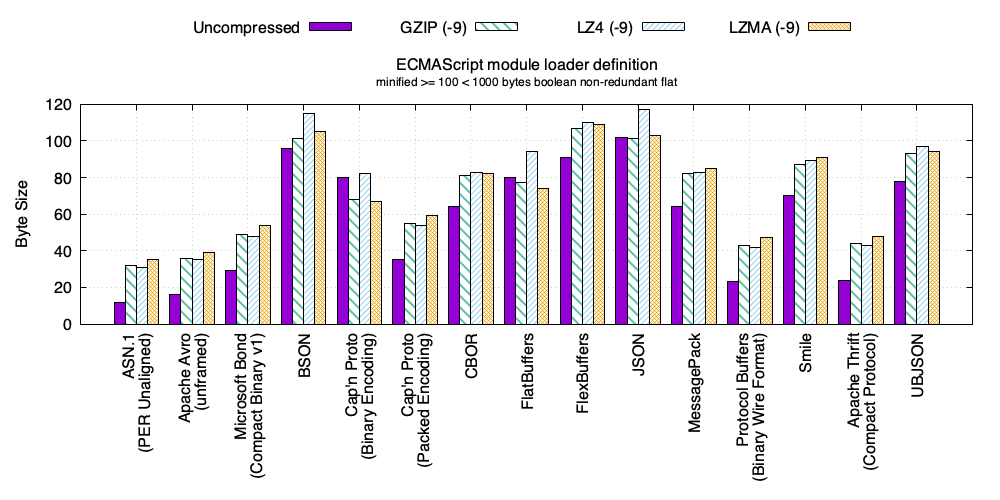 Uncompressed GZIP (-9) LZ4 (-9) LZMA (-9)
ECMAScript module loader definition
minified >= 100 < 1000 bytes boolean non-redundant flat
Byte Size
120
100
80
60
40
20
0
ASN.1
(PER Unaligned)
Apache Avro
(unframed)
Microsoft Bond
(Compact Binary v1)
BSON
Cap'n Proto
(Binary Encoding)
Cap'n Proto
(Packed Encoding)
CBOR
FlatBuffers
FlexBuffers
JSON
MessagePack
Protocol Buffers
(Binary Wire Format)
Smile
Apache Thrift
(Compact Protocol)
UBJSON